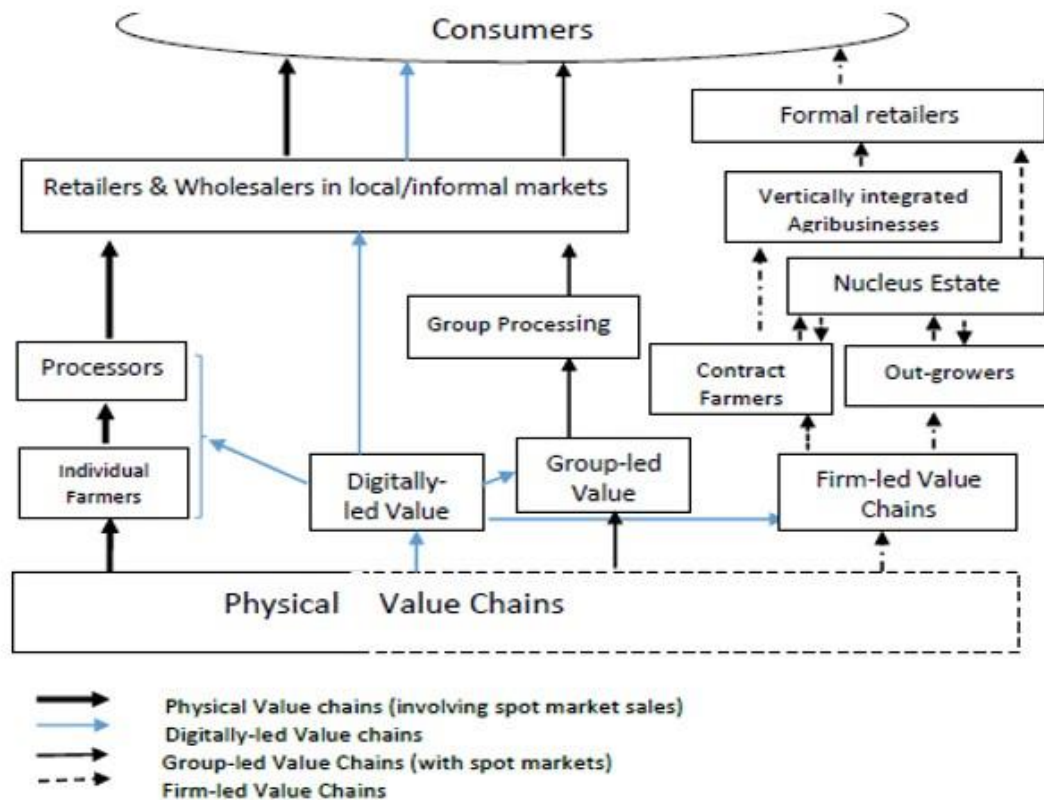 Consumers
Formal retailers
Retailers & Wholesalers in local/informal markets
Vertically integrated
Agribusinesses
Nucleus Estate
Group Processing
Processors
Contract
Farmers
Out-growers
Individual
Farmers
Digitally-
led Value
Group-led
Value
Firm-led Value
Chains
Physical Value Chains
Physical Value chains (involving spot market sales)
Digitally-led Value chains
Group-led Value Chains (with spot markets)
Firm-led Value Chains